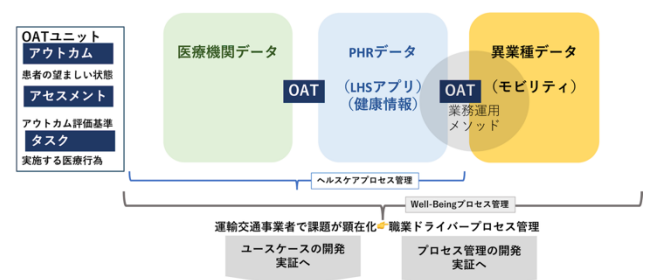 OATユニット
アウトカム
患者の望ましい状態
アセスメント
アウトカム評価基準
タスク
実施する医療行為
医療機関データ
OAT
PHRデータ
（LHSアプリ）
（健康情報）
OAT
異業種データ
（モビリティ）
業務運用
メソッド
ヘルスケアプロセス管理
Well-Beingプロセス管理
運輸交通事業者で課題が顕在化👉職業ドライバープロセス管理
ユースケースの開発
実証へ
プロセス管理の開発
実証へ